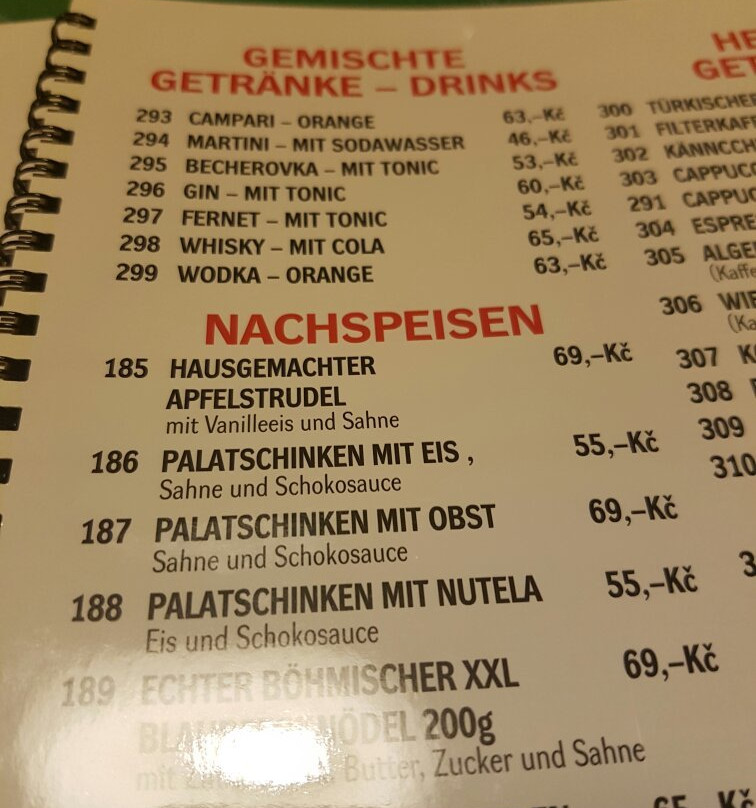 GEMISCHTE
GETRÄNKE – DRINKS
293 CAMPARI – ORANGE 63,–Kč
294 MARTINI – MIT SODAWASSER 46,–Kč
295 BECHEROVKA – MIT TONIC 53,–Kč
296 GIN – MIT TONIC 60,–Kč
297 FERNET – MIT TONIC 54,–Kč
298 WHISKY – MIT COLA 65,–Kč
299 WODKA – ORANGE 63,–Kč
NACHSPEISEN
185 HAUSGEMACHTER 69,–Kč
APFELSTRUDEL
mit Vanilleeis und Sahne
186 PALATSCHINKEN MIT EIS , 55,–Kč
Sahne und Schokosauce
187 PALATSCHINKEN MIT OBST 69,–Kč
Sahne und Schokosauce
188 PALATSCHINKEN MIT NUTELA 55,–Kč
Eis und Schokosauce
189 ECHTER BÖHMISCHER XXL 69,–Kč
200g
mit Butter, Zucker und Sahne
300
301
302
303
291
304
305
306
307
308
309
310